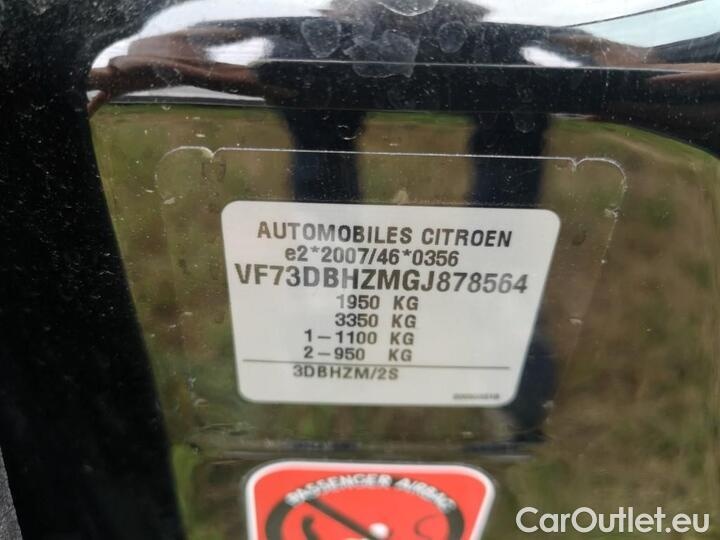 AUTOMOBILES CITROEN
e2*2007/46*0356
VF73DBHZMGJ878564
1950 KG
3350 KG
1-1100 KG
2-950 KG
3DBHZM/2S
PASSENGER AIRBAG
CarOutlet.eu